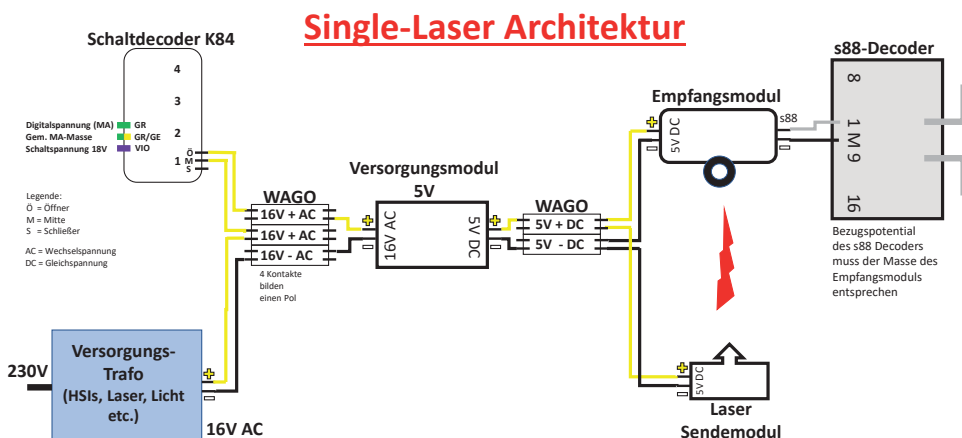 Single-Laser Architektur
Schaltdecoder K84
4
3
2
1
Digitalspannung (MA)
GR
Gem. MA-Masse
GR/GE
Schaltspannung 18V
VIO
Ö
M
S
Legende:
Ö = Öffner
M = Mitte
S = Schließer
AC = Wechselspannung
DC = Gleichspannung
WAGO
16V + AC
16V + AC
16V - AC
4 Kontakte
bilden
einen Pol
Versorgungsmodul
5V
16V AC
5V DC
WAGO
5V + DC
5V - DC
Empfangsmodul
5V DC
s88
s88-Decoder
8
1
M
9
16
Bezugspotential
des s88 Decoders
muss der Masse des
Empfangsmoduls
entsprechen
230V
Versorgungs-
Trafo
(HSIs, Laser, Licht
etc.)
16V AC
5V DC
Laser
Sendemodul